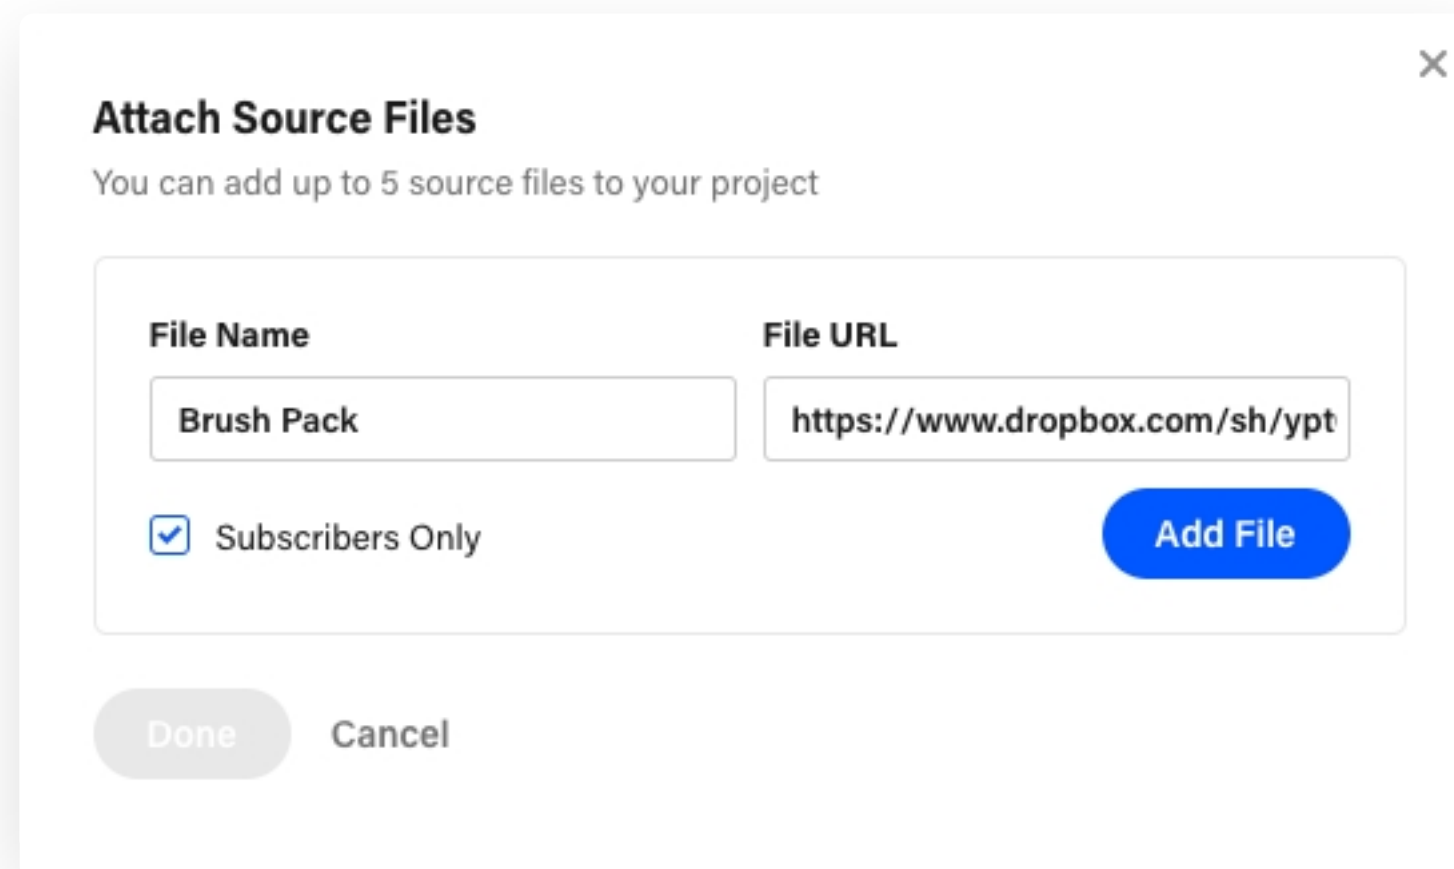 Attach Source Files
You can add up to 5 source files to your project
File Name
File URL
Brush Pack
https://www.dropbox.com/sh/ypt
Subscribers Only
Add File
Done
Cancel